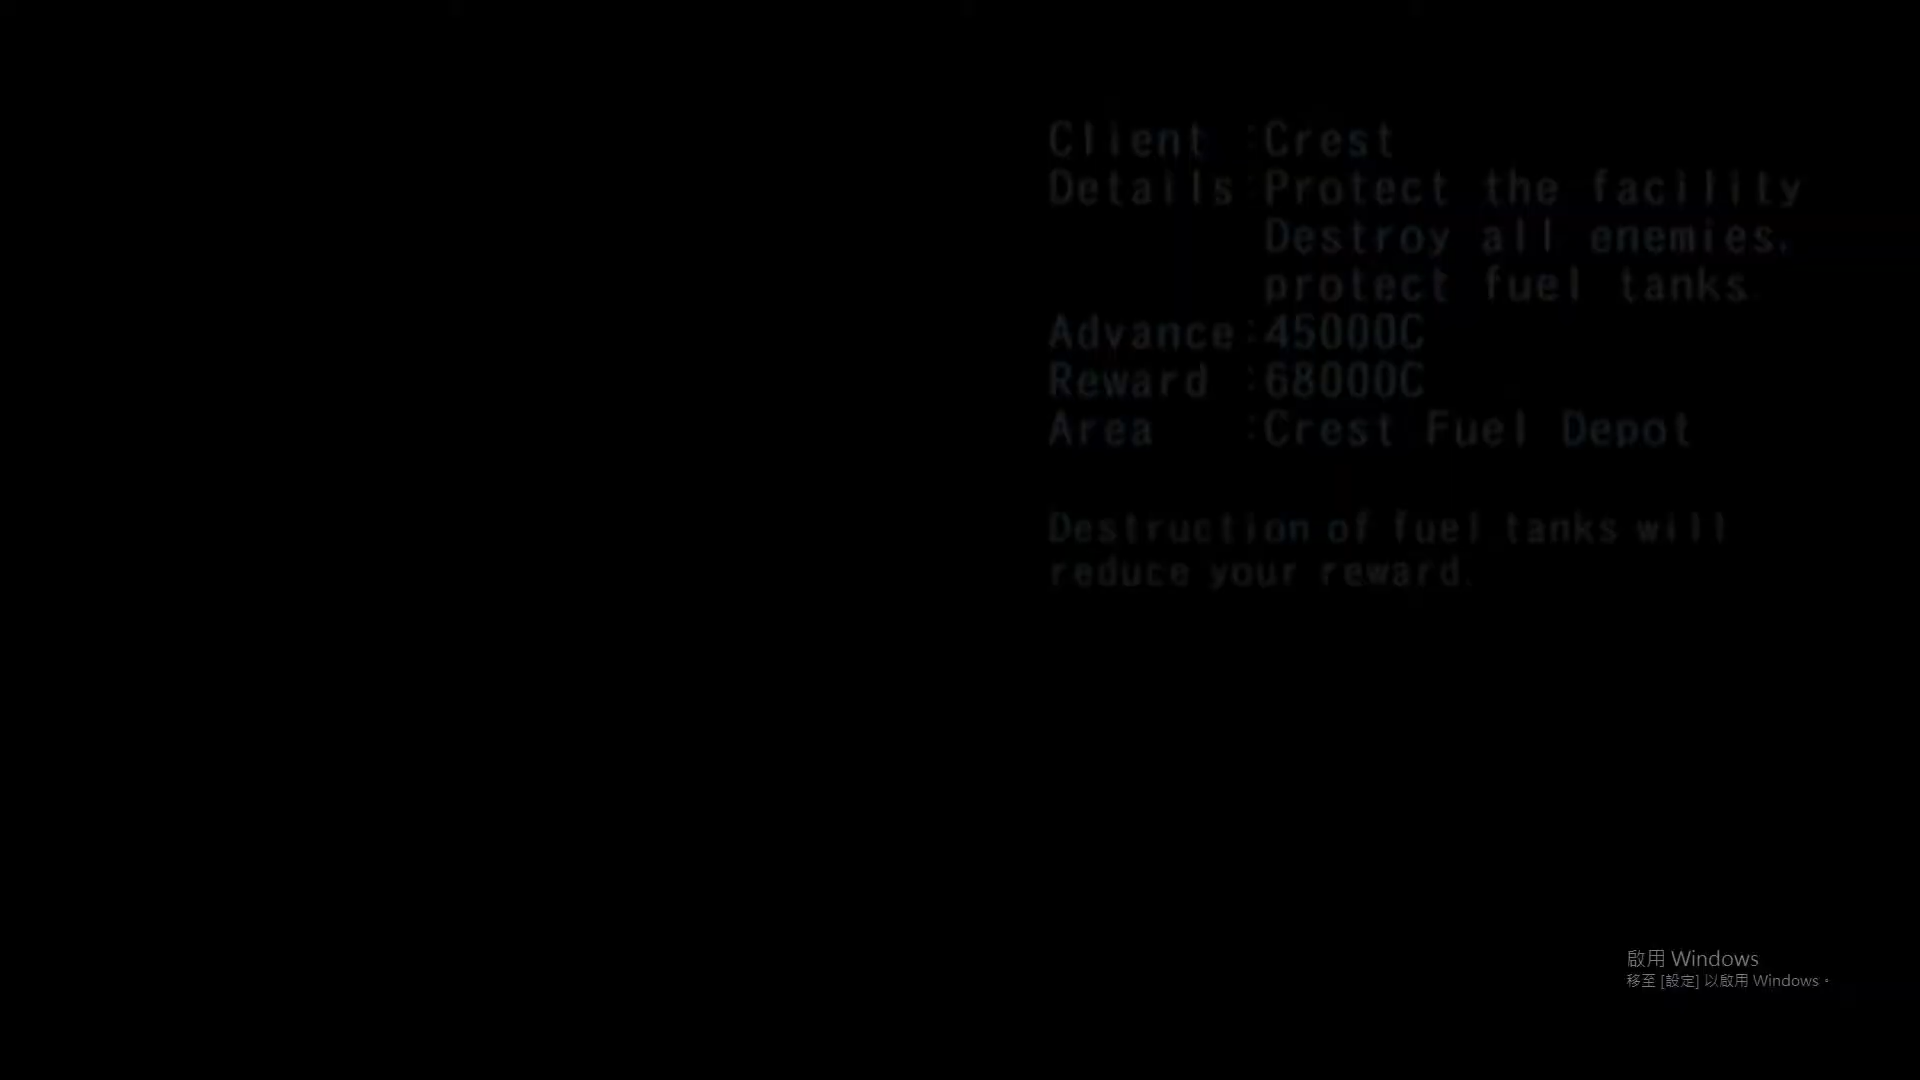 Client :Crest
Details:Protect the facility
Destroy all enemies,
protect fuel tanks.
Advance:45000C
Reward :68000C
Area :Crest Fuel Depot
Destruction of fuel tanks will
reduce your reward.
啟用 Windows
移至 [設定] 以啟用 Windows。